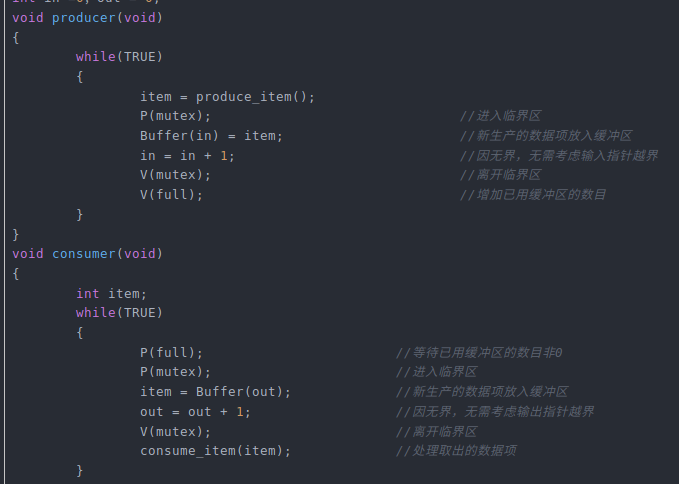 void producer(void)
{
while(TRUE)
{
item = produce_item();
P(mutex); //进入临界区
Buffer(in) = item; //新生产的数据项放入缓冲区
in = in + 1; //因无界，无需考虑输入指针越界
V(mutex); //离开临界区
V(full); //增加已用缓冲区的数目
}
}
void consumer(void)
{
int item;
while(TRUE)
{
P(full); //等待已用缓冲区的数目非0
P(mutex); //进入临界区
item = Buffer(out); //新生产的数据项放入缓冲区
out = out + 1; //因无界，无需考虑输出指针越界
V(mutex); //离开临界区
consume_item(item); //处理取出的数据项
}